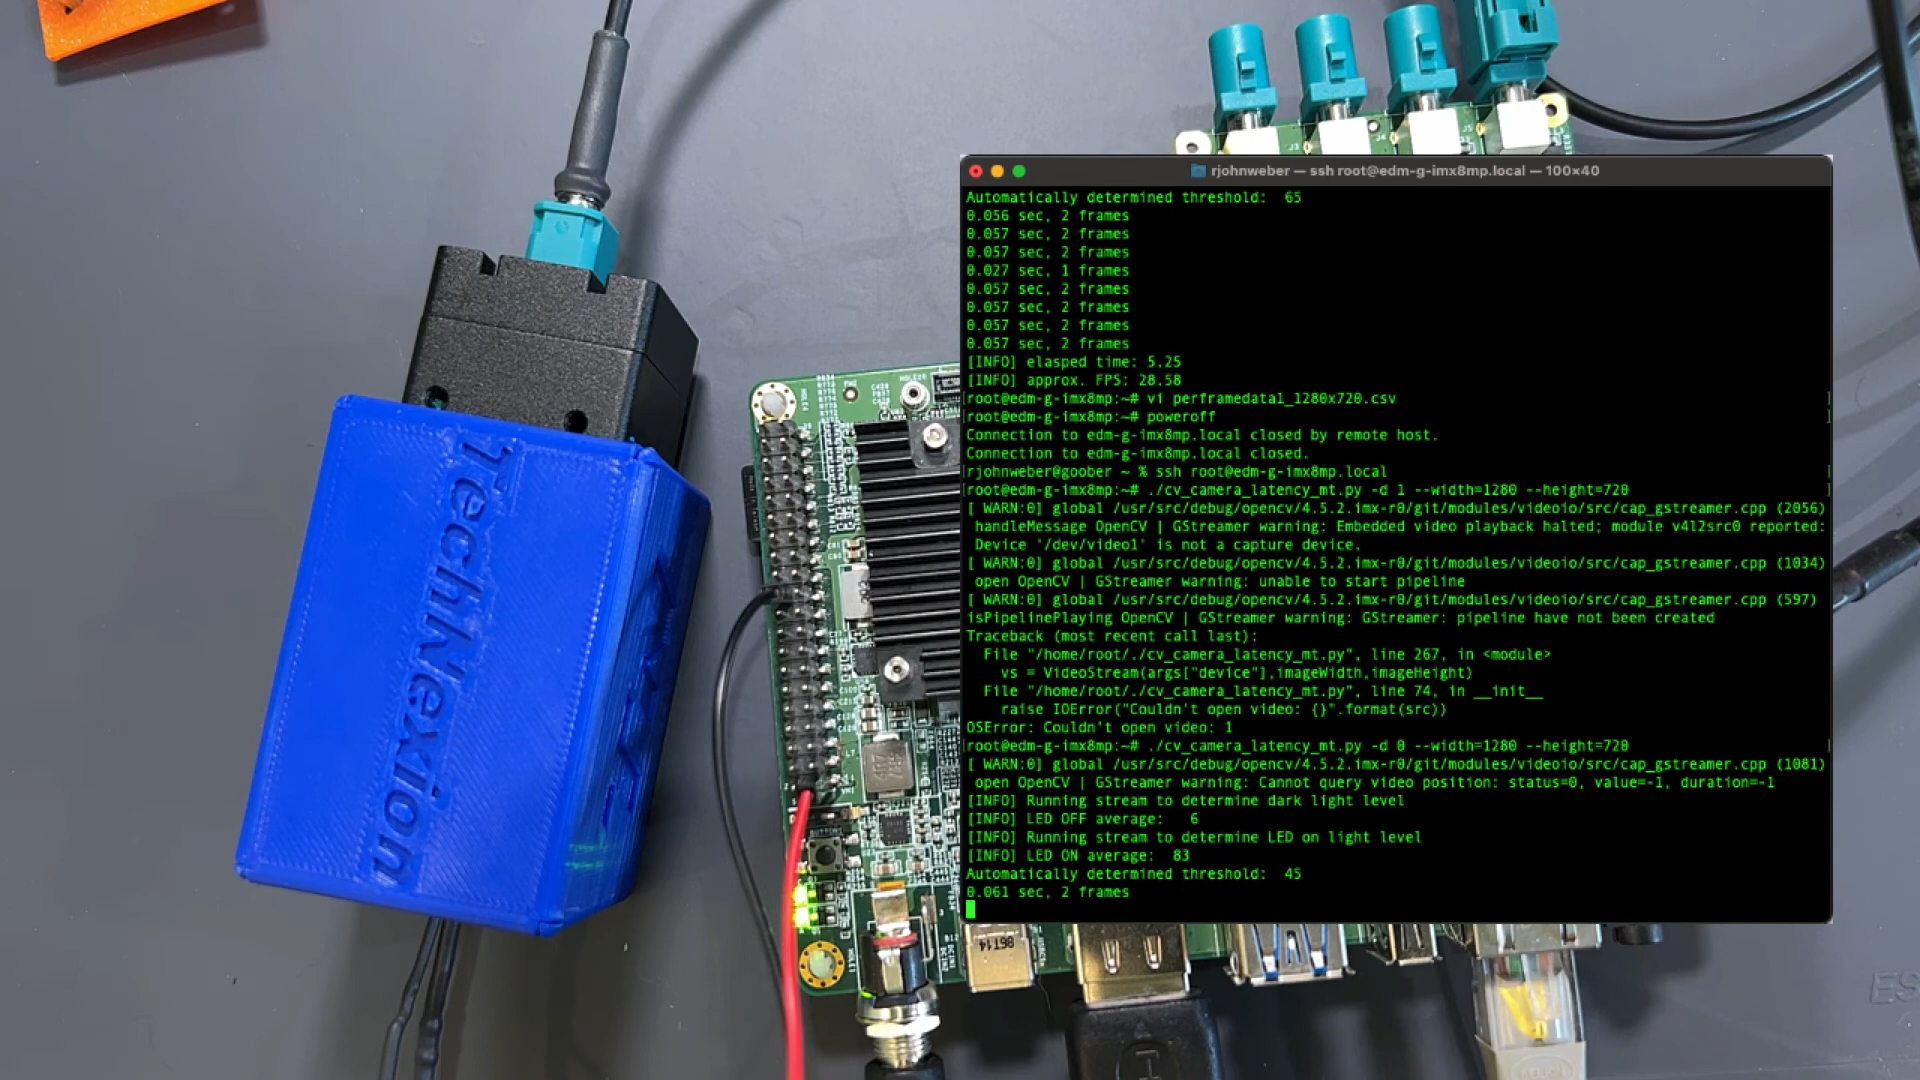 rjohnweber — ssh root@edm-g-imx8mp.local — 100×40
Automatically determined threshold:  65
0.056 sec, 2 frames
0.057 sec, 2 frames
0.057 sec, 2 frames
0.027 sec, 1 frames
0.057 sec, 2 frames
0.057 sec, 2 frames
0.057 sec, 2 frames
0.057 sec, 2 frames
[INFO] elasped time: 5.25
[INFO] approx. FPS: 28.58
root@edm-g-imx8mp:~# vi perframedata1_1280x720.csv
root@edm-g-imx8mp:~# poweroff
Connection to edm-g-imx8mp.local closed by remote host.
Connection to edm-g-imx8mp.local closed.
rjohnweber@goober ~ % ssh root@edm-g-imx8mp.local
root@edm-g-imx8mp:~# ./cv_camera_latency_mt.py -d 1 --width=1280 --height=720
[ WARN:0] global /usr/src/debug/opencv/4.5.2.imx-r0/git/modules/videoio/src/cap_gstreamer.cpp (2056)
handleMessage OpenCV | GStreamer warning: Embedded video playback halted; module v4l2src0 reported:
Device '/dev/video1' is not a capture device.
[ WARN:0] global /usr/src/debug/opencv/4.5.2.imx-r0/git/modules/videoio/src/cap_gstreamer.cpp (1034)
open OpenCV | GStreamer warning: unable to start pipeline
[ WARN:0] global /usr/src/debug/opencv/4.5.2.imx-r0/git/modules/videoio/src/cap_gstreamer.cpp (597)
isPipelinePlaying OpenCV | GStreamer warning: GStreamer: pipeline have not been created
Traceback (most recent call last):
File "/home/root/./cv_camera_latency_mt.py", line 267, in <module>
vs = VideoStream(args["device"],imageWidth,imageHeight)
File "/home/root/./cv_camera_latency_mt.py", line 74, in __init__
raise IOError("Couldn't open video: {}".format(src))
OSError: Couldn't open video: 1
root@edm-g-imx8mp:~# ./cv_camera_latency_mt.py -d 0 --width=1280 --height=720
[ WARN:0] global /usr/src/debug/opencv/4.5.2.imx-r0/git/modules/videoio/src/cap_gstreamer.cpp (1081)
open OpenCV | GStreamer warning: Cannot query video position: status=0, value=-1, duration=-1
[INFO] Running stream to determine dark light level
[INFO] LED OFF average:   6
[INFO] Running stream to determine LED on light level
[INFO] LED ON average:  83
Automatically determined threshold:  45
0.061 sec, 2 frames
TechNexion